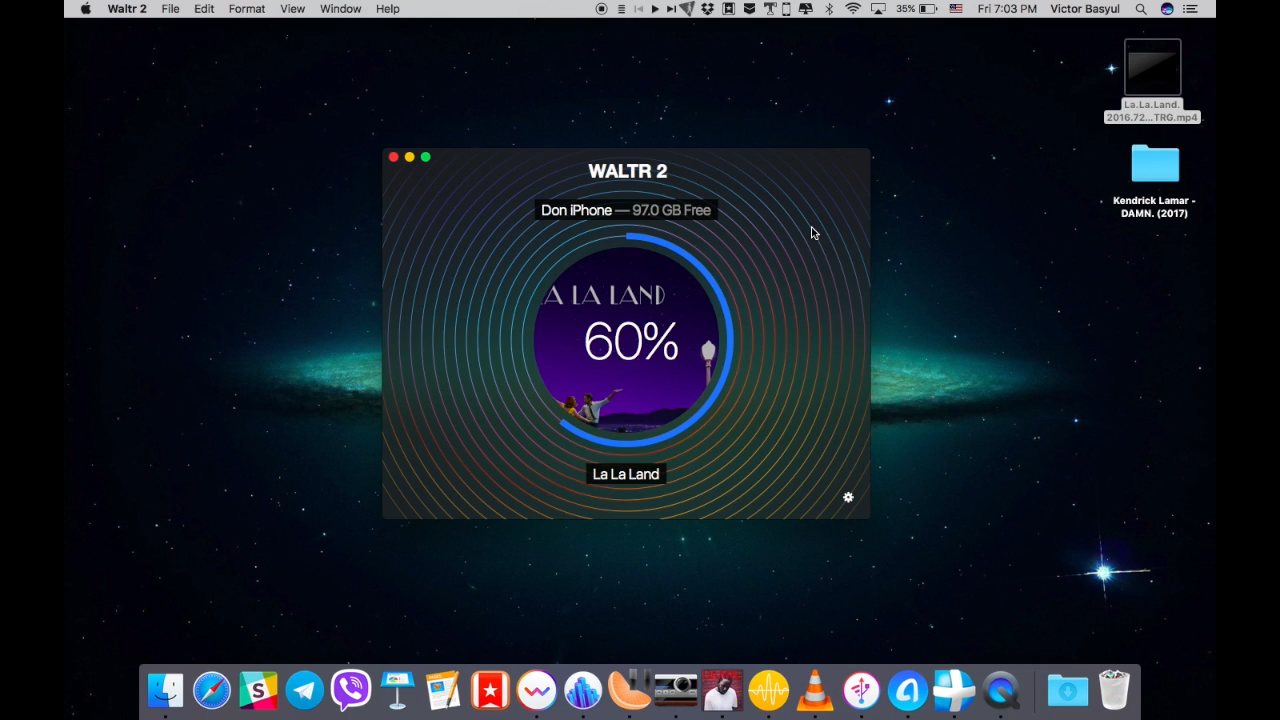 Waltr 2 File Edit Format View Window Help 35% Fri 7:03 PM Victor Basyul
La.La.Land.
2016.72...TRG.mp4
Kendrick Lamar -
DAMN. (2017)
WALTR 2
Don iPhone — 97.0 GB Free
A LA LAND
60%
La La Land
S